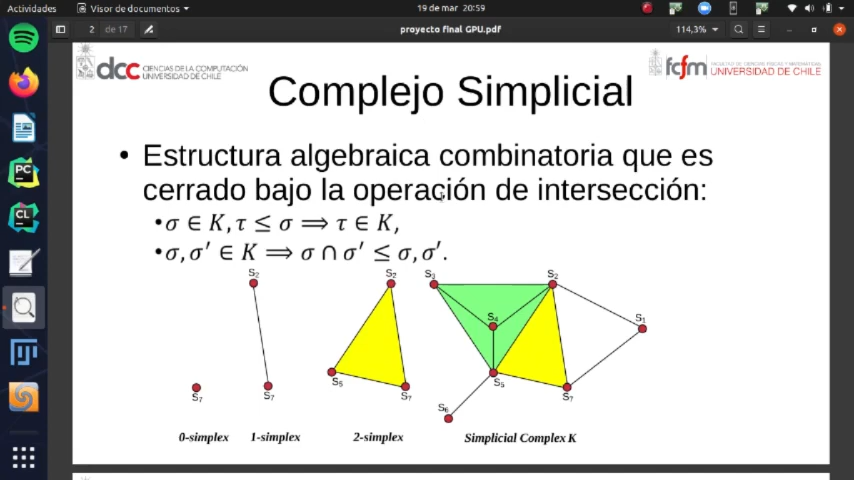 Actividades
Visor de documentos
19 de mar 20:59
2 de 17
proyecto final GPU.pdf
114,3%
dcc CIENCIAS DE LA COMPUTACIÓN
UNIVERSIDAD DE CHILE
fcfm
UNIVERSIDAD DE CHILE
Complejo Simplicial
• Estructura algebraica combinatoria que es
cerrado bajo la operación de intersección:
•σ ∈ K, τ ≤ σ ⟹ τ ∈ K,
•σ, σ′ ∈ K ⟹ σ ∩ σ′ ≤ σ, σ′.
S7
S2
S7
S2
S5
S7
S3
S2
S4
S1
S5
S7
S6
0-simplex
1-simplex
2-simplex
Simplicial Complex K
PC
CL